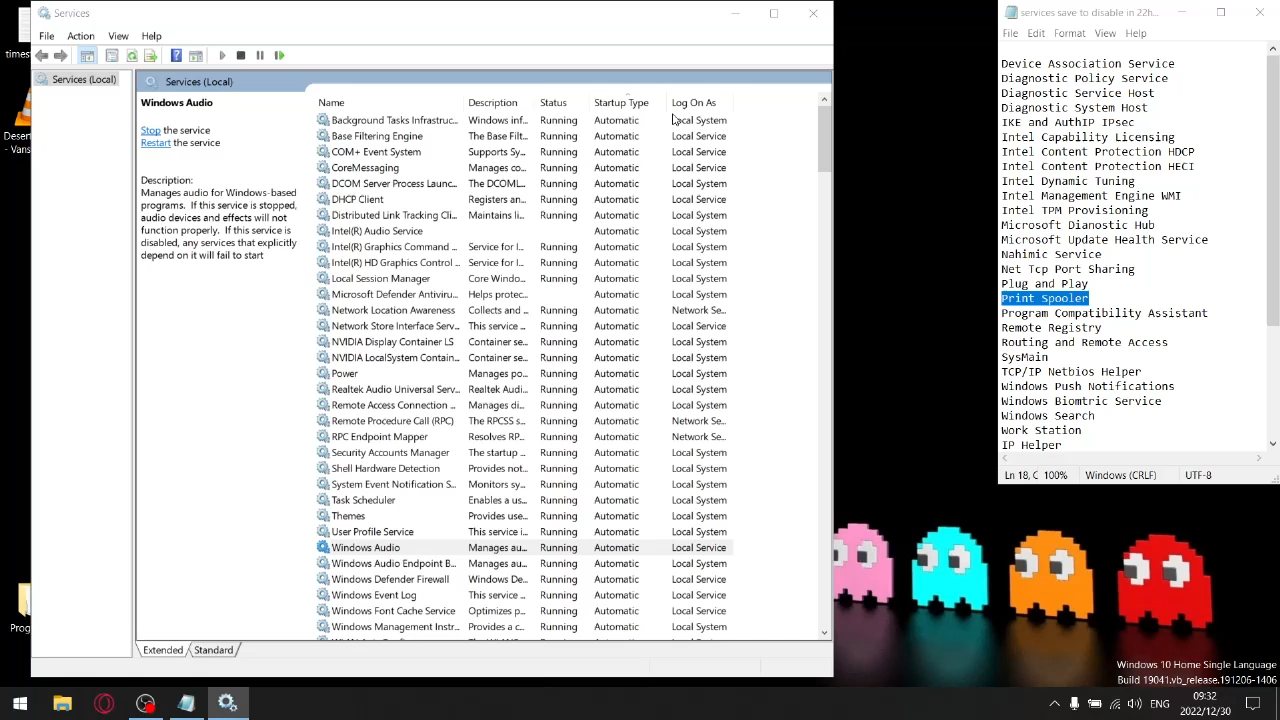 Services
File Action View Help
Services (Local)
Services (Local)
Windows Audio
Stop the service
Restart the service
Description:
Manages audio for Windows-based
programs. If this service is stopped,
audio devices and effects will not
function properly. If this service is
disabled, any services that explicitly
depend on it will fail to start
Name Description Status Startup Type Log On As
Background Tasks Infrastruc... Windows inf... Running Automatic Local System
Base Filtering Engine The Base Filt... Running Automatic Local Service
COM+ Event System Supports Sy... Running Automatic Local Service
CoreMessaging Manages co... Running Automatic Local Service
DCOM Server Process Launc... The DCOML... Running Automatic Local System
DHCP Client Registers an... Running Automatic Local Service
Distributed Link Tracking Cli... Maintains li... Running Automatic Local System
Intel(R) Audio Service Automatic Local System
Intel(R) Graphics Command ... Service for I... Running Automatic Local System
Intel(R) HD Graphics Control ... Service for I... Running Automatic Local System
Local Session Manager Core Windo... Running Automatic Local System
Microsoft Defender Antiviru... Helps protec... Automatic Local System
Network Location Awareness Collects and ... Running Automatic Network Se...
Network Store Interface Serv... This service ... Running Automatic Local Service
NVIDIA Display Container LS Container se... Running Automatic Local System
NVIDIA LocalSystem Contain... Container se... Running Automatic Local System
Power Manages po... Running Automatic Local System
Realtek Audio Universal Serv... Realtek Audi... Running Automatic Local System
Remote Access Connection ... Manages di... Running Automatic Local System
Remote Procedure Call (RPC) The RPCSS s... Running Automatic Network Se...
RPC Endpoint Mapper Resolves RP... Running Automatic Network Se...
Security Accounts Manager The startup ... Running Automatic Local System
Shell Hardware Detection Provides not... Running Automatic Local System
System Event Notification S... Monitors sy... Running Automatic Local System
Task Scheduler Enables a us... Running Automatic Local System
Themes Provides use... Running Automatic Local System
User Profile Service This service i... Running Automatic Local System
Windows Audio Manages au... Running Automatic Local Service
Windows Audio Endpoint B... Manages au... Running Automatic Local System
Windows Defender Firewall Windows De... Running Automatic Local Service
Windows Event Log This service ... Running Automatic Local Service
Windows Font Cache Service Optimizes p... Running Automatic Local Service
Windows Management Instr... Provides a c... Running Automatic Local System
Extended Standard
services save to disable in 22h...
File Edit Format View Help
Device Association Service
Diagnostic Policy Service
Diagnostic Service Host
Diagnostic System Host
IKE and AuthIP IPsec
Intel Capability Licensing
Intel Content Protection HDCP
Intel Content Protection HECI
Intel Dynamic Tuning
Intel Management Engine WMI
Intel TPM Provisioning
Microsoft Dianostic Hub
Microsoft Update Health Service
Nahimic Service
Net Tcp Port Sharing
Plug and Play
Print Spooler
Program Compatibility Assistant
Remote Registry
Routing and Remote Access
SysMain
TCP/IP Netbios Helper
Windows Push Notifications
Windows Biomtric Service
Windows Search
Work Station
IP Helper
Ln 18, C 100% Windows (CRLF) UTF-8
Windows 10 Home Single Language
Build 19041.vb_release.191206-1406
ENG
09:32
2022/12/30